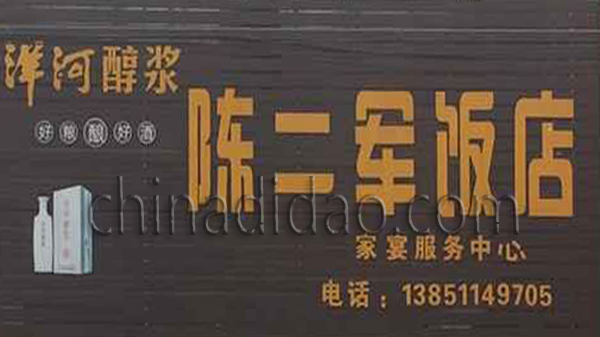 洋河醇浆
好粮酿好酒
陈二军饭店
chinadidao.com
家宴服务中心
电话：13851149705